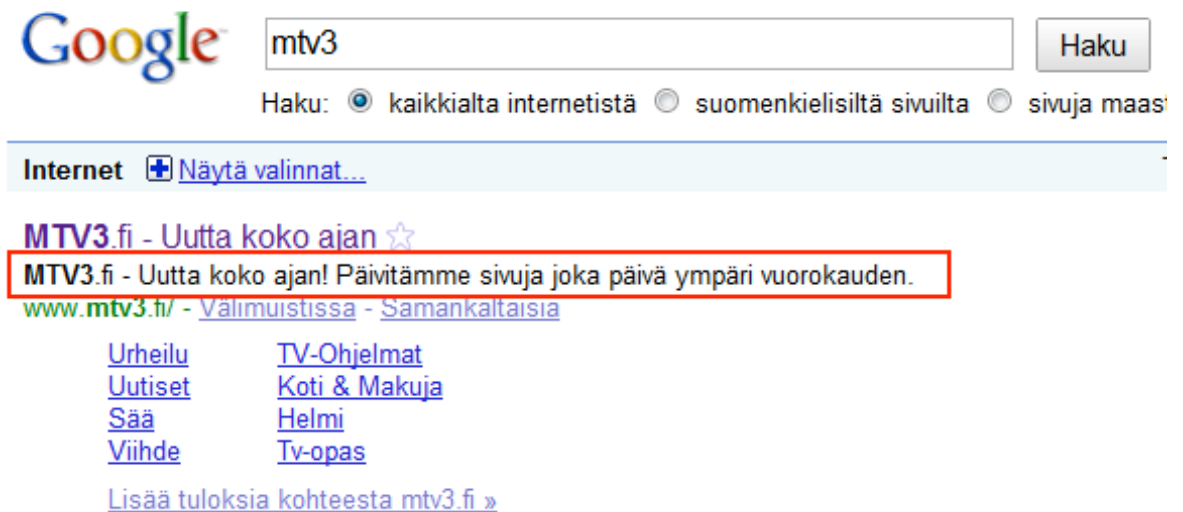 Google mtv3 Haku
Haku: kaikkialta internetistä suomenkielisiltä sivuilta sivuja
Internet Näytä valinnat...
MTV3.fi - Uutta koko ajan
MTV3.fi - Uutta koko ajan! Päivitämme sivuja joka päivä ympäri vuorokauden.
www.mtv3.fi/ - Välimuistissa - Samankaltaisia
Urheilu TV-Ohjelmat
Uutiset Koti & Makuja
Sää Helmi
Viihde Tv-opas
Lisää tuloksia kohteesta mtv3.fi »